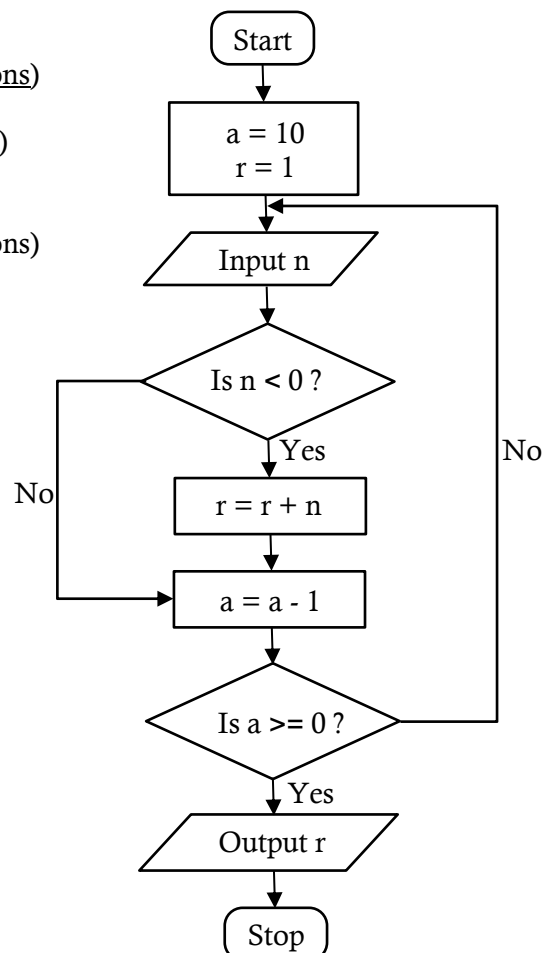 Start
ons)
a = 10
r = 1
)
Input n
ons)
Is n < 0 ?
Yes
No
No
r = r + n
a = a - 1
Is a >= 0 ?
Yes
Output r
Stop